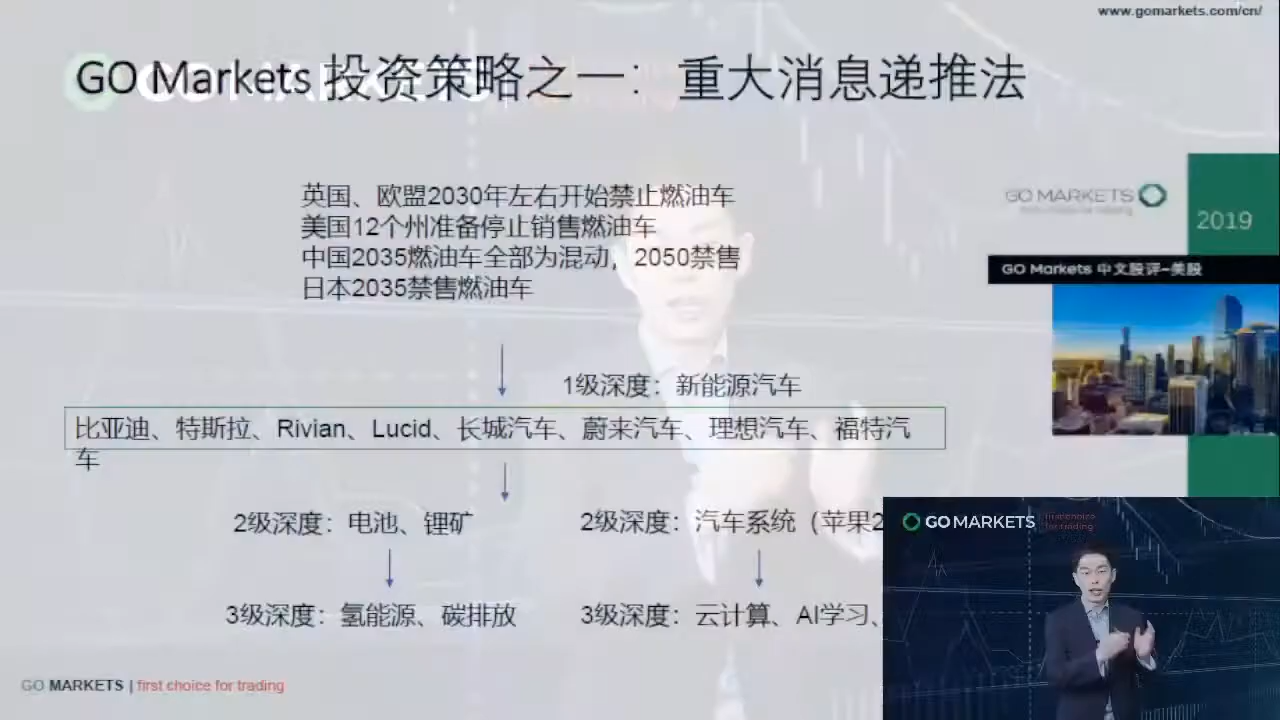 www.gomarkets.com/cn/
GO Markets 投资策略之一： 重大消息递推法
英国、欧盟2030年左右开始禁止燃油车
美国12个州准备停止销售燃油车
中国2035燃油车全部为混动，2050禁售
日本2035禁售燃油车
GO MARKETS
2019
GO Markets 中文股评-美股
1级深度：新能源汽车
比亚迪、特斯拉、Rivian、Lucid、长城汽车、蔚来汽车、理想汽车、福特汽
车
2级深度：电池、锂矿
2级深度：汽车系统（苹果2
3级深度：氢能源、碳排放
3级深度：云计算、AI学习、
GO MARKETS
first choice
for trading
GO MARKETS | first choice for trading